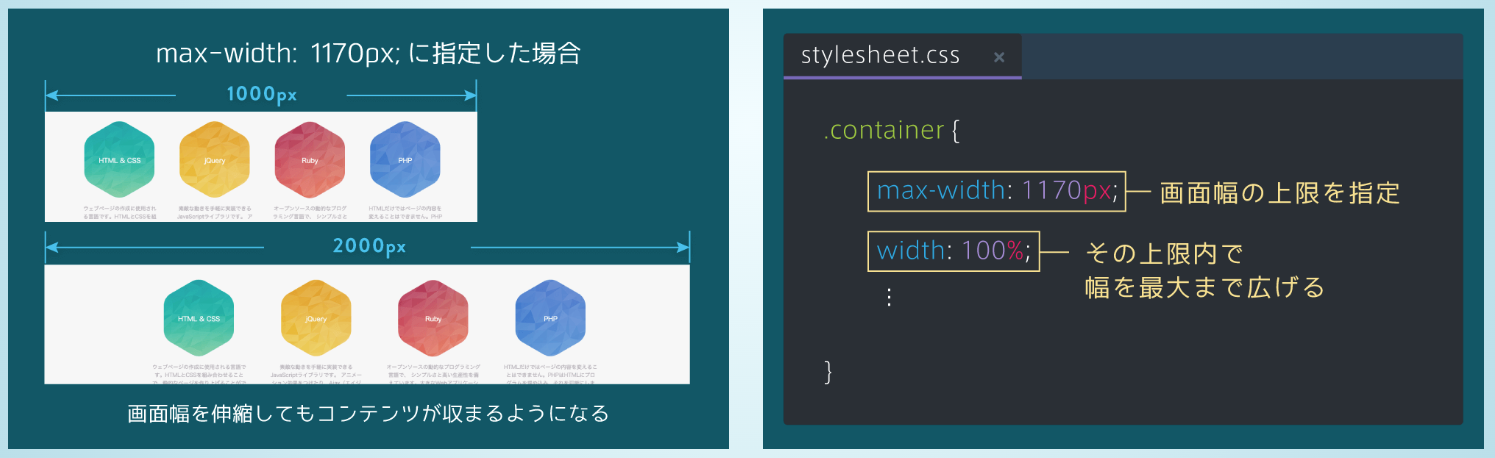 max-width: 1170px; に指定した場合
1000px
HTML & CSS
jQuery
Ruby
PHP
ウェブページの作成と使用され
る言語です。HTMLとCSSを組
素敵な動きを手軽に実装できる
JavaScriptライブラリです。 ア
オープンソースの動的なプログ
ラミング言語で、 シンプルさと
HTMLだけではページの内容を
変えることはできません。PHP
2000px
HTML & CSS
jQuery
Ruby
PHP
ウェブページの作成に使用される言語で
す。HTMLとCSSを組み合わせること
素敵な動きを手軽に実装できる
JavaScriptライブラリです。 アニメー
オープンソースの動的なプログラミング
言語で、 シンプルさと高い生産性を備
HTMLだけではページの内容を変えるこ
とはできません。PHPはHTMLにプロ
画面幅を伸縮してもコンテンツが収まるようになる
stylesheet.css ×
.container {
max-width: 1170px; 画面幅の上限を指定
width: 100%; その上限内で
幅を最大まで広げる
⋮
}